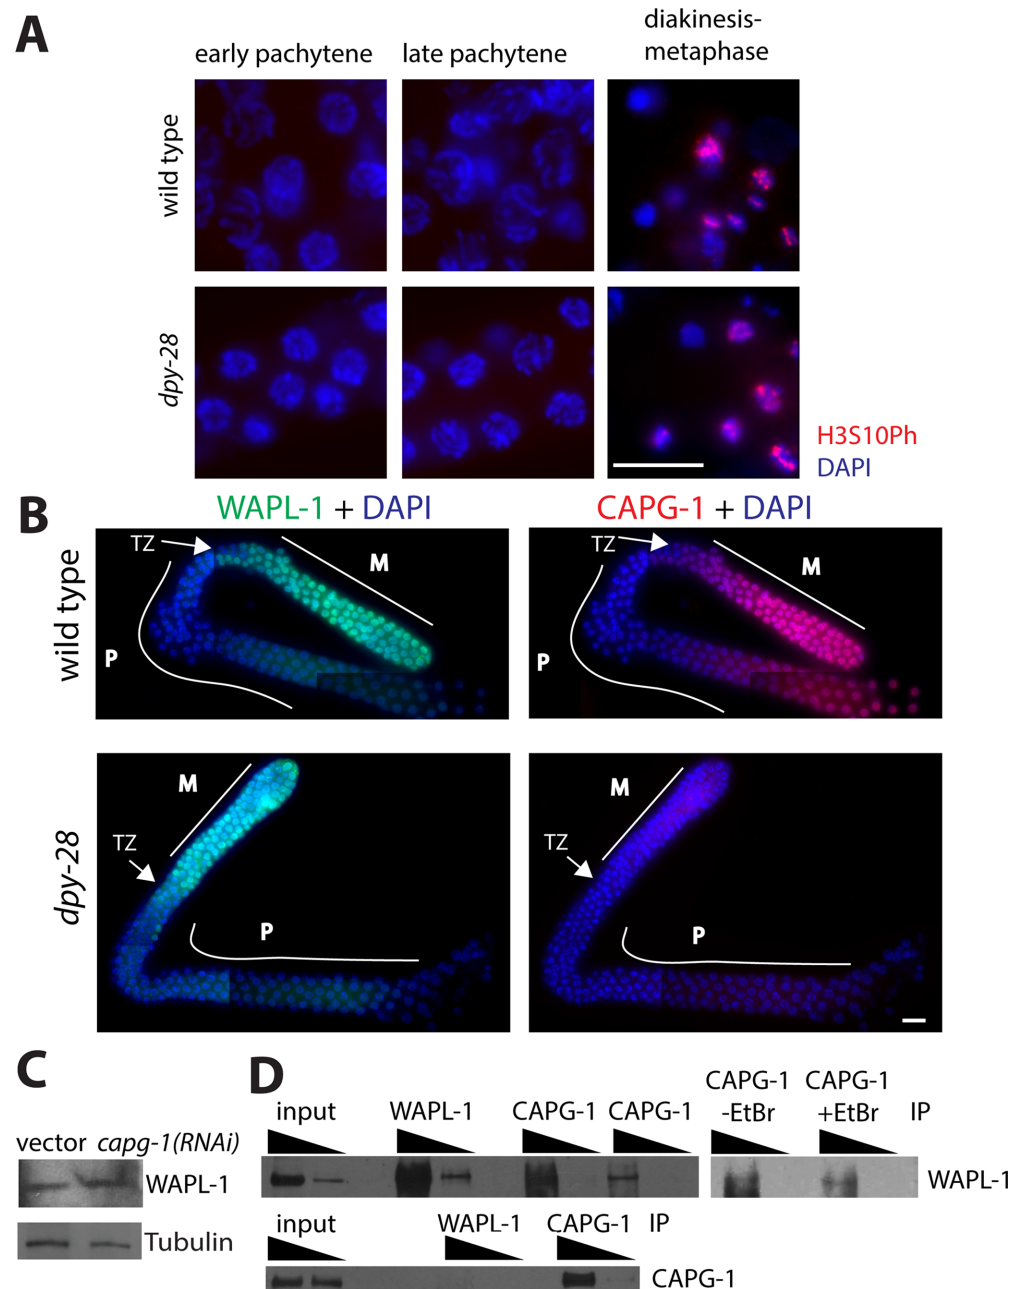 A
early pachytene
late pachytene
diakinesis-
metaphase
wild type
dpy-28
H3S10Ph
DAPI
B
WAPL-1 + DAPI
CAPG-1 + DAPI
wild type
TZ
M
P
TZ
M
P
dpy-28
M
TZ
P
M
TZ
P
C
vector capg-1(RNAi)
WAPL-1
Tubulin
D
input
WAPL-1
CAPG-1
CAPG-1
CAPG-1
-EtBr
CAPG-1
+EtBr
IP
WAPL-1
input
WAPL-1
CAPG-1
IP
CAPG-1